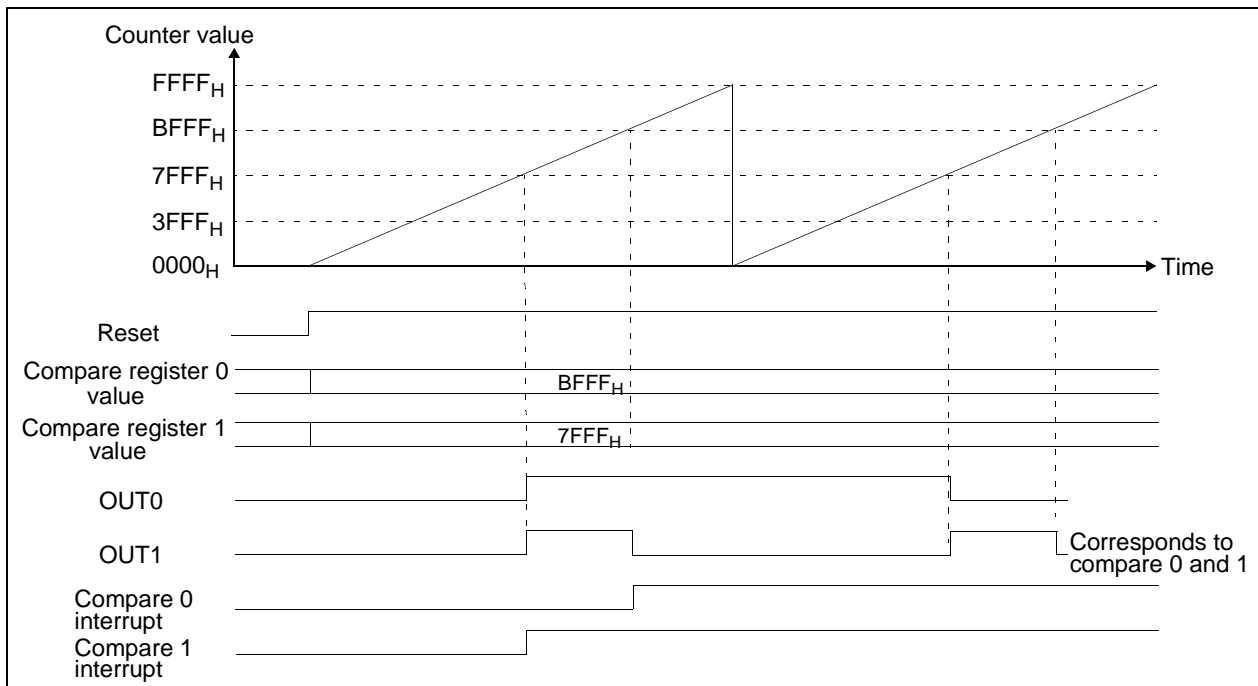 Counter value
FFFFH
BFFFH
7FFFH
3FFFH
0000H
Time
Reset
Compare register 0
value
BFFFH
Compare register 1
value
7FFFH
OUT0
OUT1
Corresponds to
compare 0 and 1
Compare 0
interrupt
Compare 1
interrupt